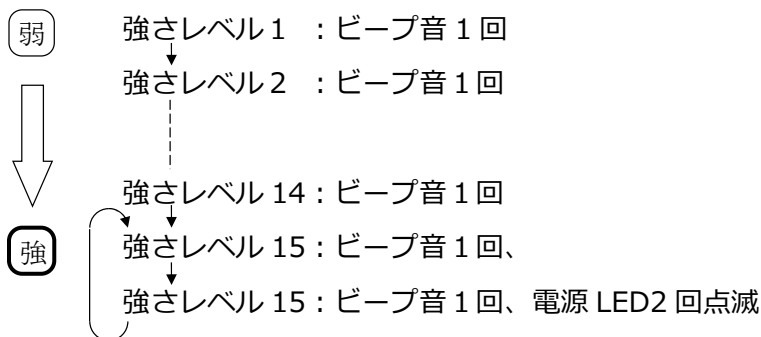 弱 強さレベル１ ：ビープ音１回
強さレベル２ ：ビープ音１回
強さレベル 14：ビープ音１回
強 強さレベル 15：ビープ音１回、
強さレベル 15：ビープ音１回、電源 LED2 回点滅